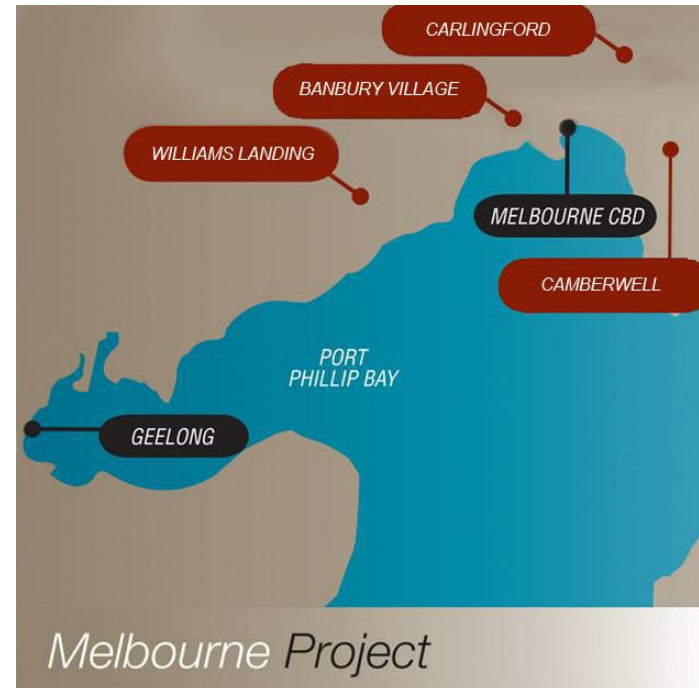 CARLINGFORD
BANBURY VILLAGE
WILLIAMS LANDING
MELBOURNE CBD
CAMBERWELL
PORT
PHILLIP BAY
GEELONG
Melbourne Project